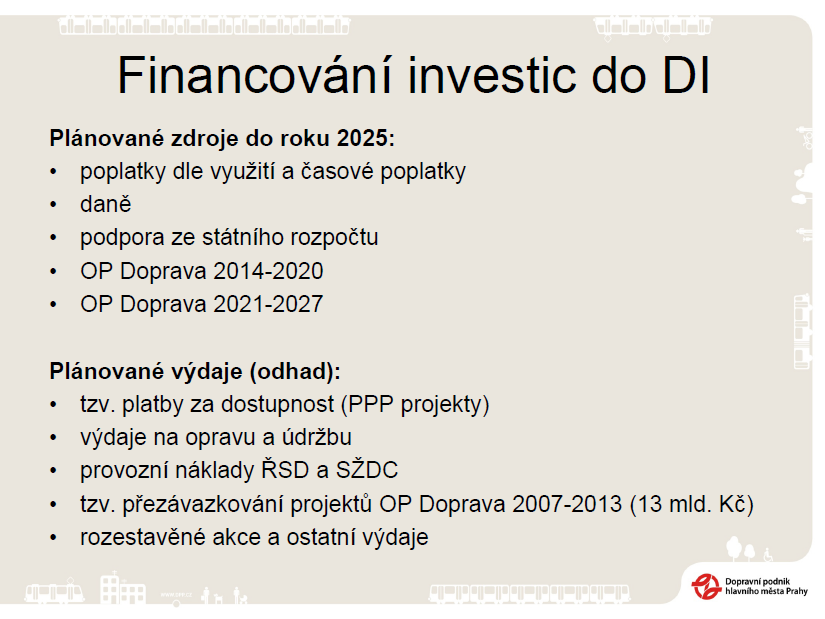 Financování investic do DI
Plánované zdroje do roku 2025:
• poplatky dle využití a časové poplatky
• daně
• podpora ze státního rozpočtu
• OP Doprava 2014-2020
• OP Doprava 2021-2027
Plánované výdaje (odhad):
• tzv. platby za dostupnost (PPP projekty)
• výdaje na opravu a údržbu
• provozní náklady ŘSD a SŽDC
• tzv. přezávazkování projektů OP Doprava 2007-2013 (13 mld. Kč)
• rozestavěné akce a ostatní výdaje
Dopravní podnik
hlavního města Prahy